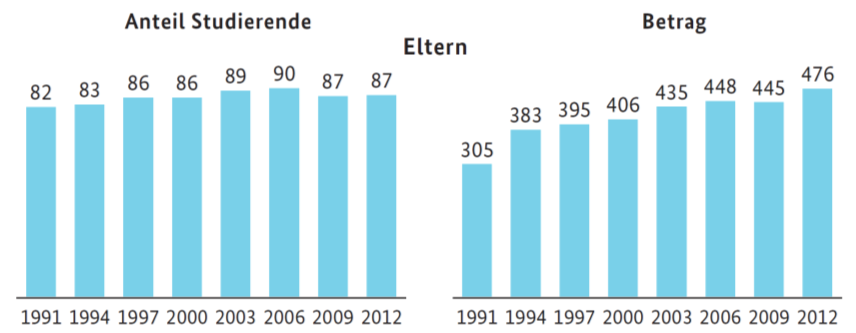 Anteil Studierende
Betrag
Eltern
82 83 86 86 89 90 87 87
305 383 395 406 435 448 445 476
1991 1994 1997 2000 2003 2006 2009 2012
1991 1994 1997 2000 2003 2006 2009 2012